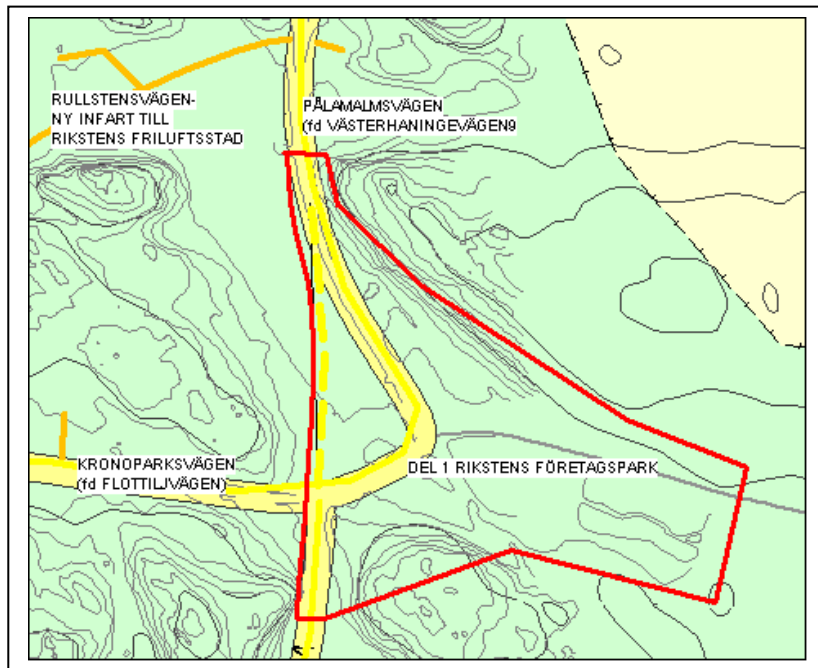 RULLSTENSVÄGEN-
NY INFART TILL
RIKSTENS FRILUFTSSTAD
PÅLAMALMSVÄGEN
(fd VÄSTERHANINGEVÄGEN9
KRONOPARKSVÄGEN
(fd FLOTTILJVÄGEN)
DEL 1 RIKSTENS FÖRETAGSPARK